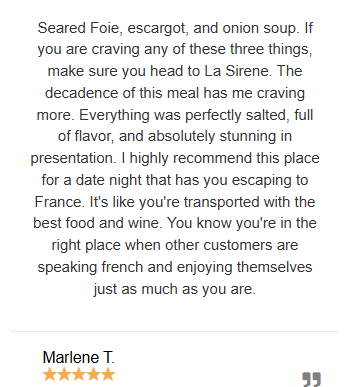 Seared Foie, escargot, and onion soup. If
you are craving any of these three things,
make sure you head to La Sirene. The
decadence of this meal has me craving
more. Everything was perfectly salted, full
of flavor, and absolutely stunning in
presentation. I highly recommend this place
for a date night that has you escaping to
France. It's like you're transported with the
best food and wine. You know you're in the
right place when other customers are
speaking french and enjoying themselves
just as much as you are.
Marlene T.